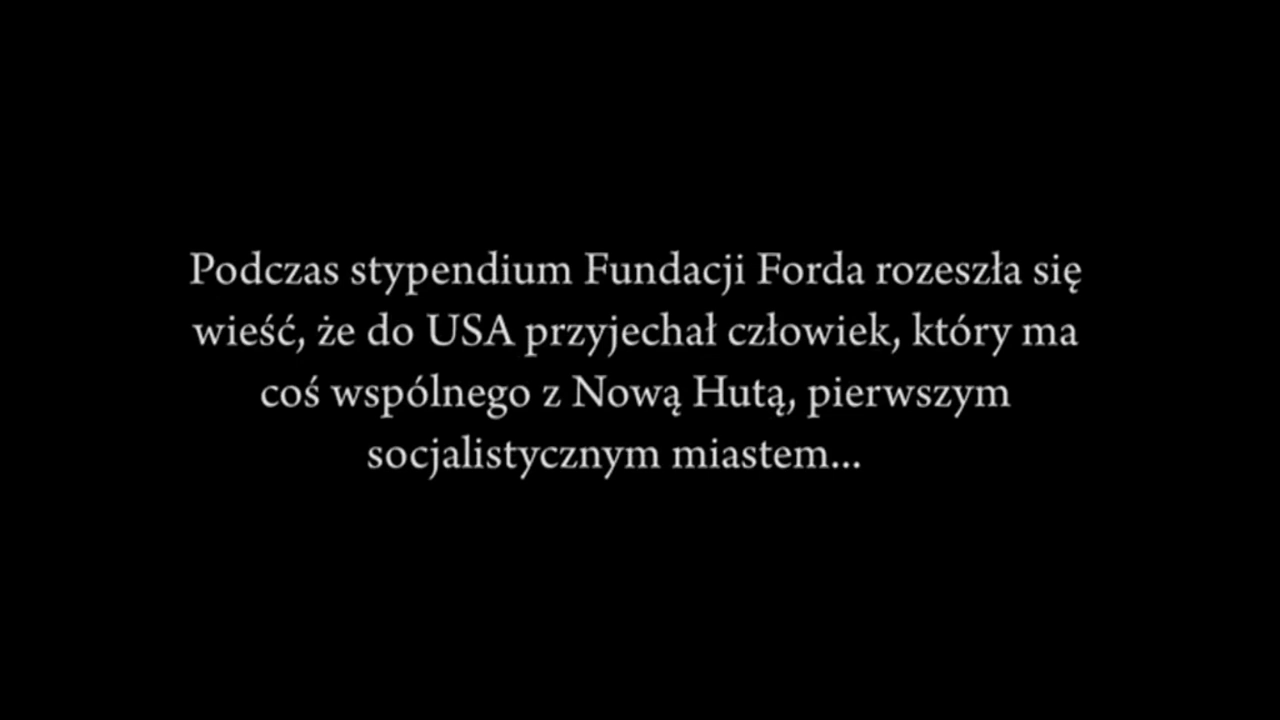 Podczas stypendium Fundacji Forda rozeszła się
wieść, że do USA przyjechał człowiek, który ma
coś wspólnego z Nową Hutą, pierwszym
socjalistycznym miastem...